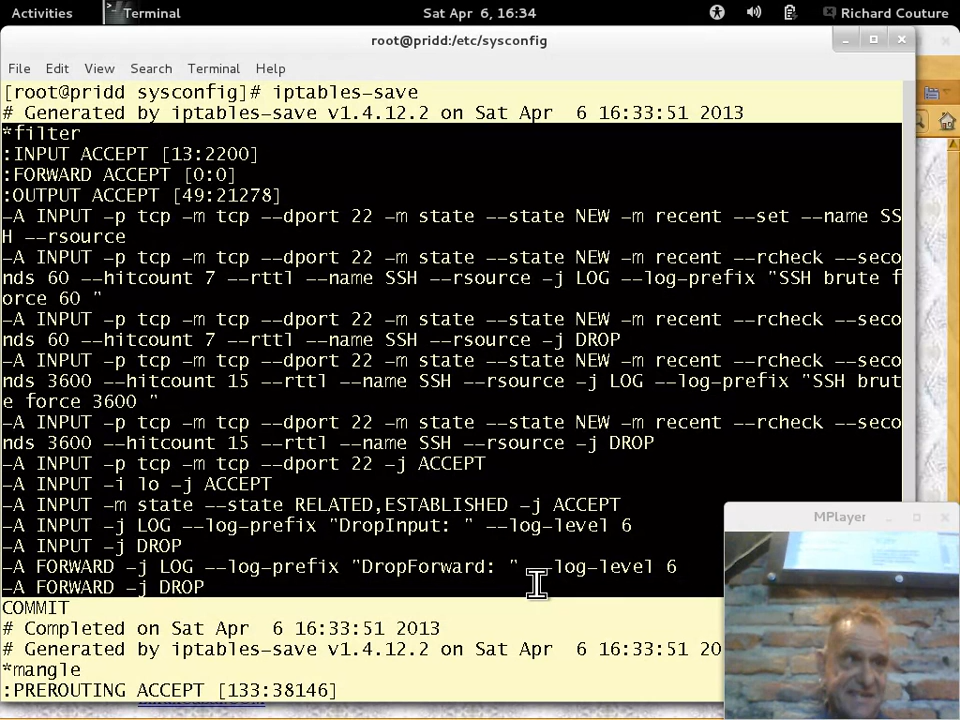 Activities Terminal Sat Apr 6, 16:34 Richard Couture
root@pridd:/etc/sysconfig
File Edit View Search Terminal Help
[root@pridd sysconfig]# iptables-save
# Generated by iptables-save v1.4.12.2 on Sat Apr  6 16:33:51 2013
*filter
:INPUT ACCEPT [13:2200]
:FORWARD ACCEPT [0:0]
:OUTPUT ACCEPT [49:21278]
-A INPUT -p tcp -m tcp --dport 22 -m state --state NEW -m recent --set --name SS
H --rsource
-A INPUT -p tcp -m tcp --dport 22 -m state --state NEW -m recent --rcheck --seco
nds 60 --hitcount 7 --rttl --name SSH --rsource -j LOG --log-prefix "SSH brute f
orce 60 "
-A INPUT -p tcp -m tcp --dport 22 -m state --state NEW -m recent --rcheck --seco
nds 60 --hitcount 7 --rttl --name SSH --rsource -j DROP
-A INPUT -p tcp -m tcp --dport 22 -m state --state NEW -m recent --rcheck --seco
nds 3600 --hitcount 15 --rttl --name SSH --rsource -j LOG --log-prefix "SSH brut
e force 3600 "
-A INPUT -p tcp -m tcp --dport 22 -m state --state NEW -m recent --rcheck --seco
nds 3600 --hitcount 15 --rttl --name SSH --rsource -j DROP
-A INPUT -p tcp -m tcp --dport 22 -j ACCEPT
-A INPUT -i lo -j ACCEPT
-A INPUT -m state --state RELATED,ESTABLISHED -j ACCEPT
-A INPUT -j LOG --log-prefix "DropInput: " --log-level 6
-A INPUT -j DROP
-A FORWARD -j LOG --log-prefix "DropForward: " --log-level 6
-A FORWARD -j DROP
COMMIT
# Completed on Sat Apr  6 16:33:51 2013
# Generated by iptables-save v1.4.12.2 on Sat Apr  6 16:33:51 20
*mangle
:PREROUTING ACCEPT [133:38146]
MPlayer